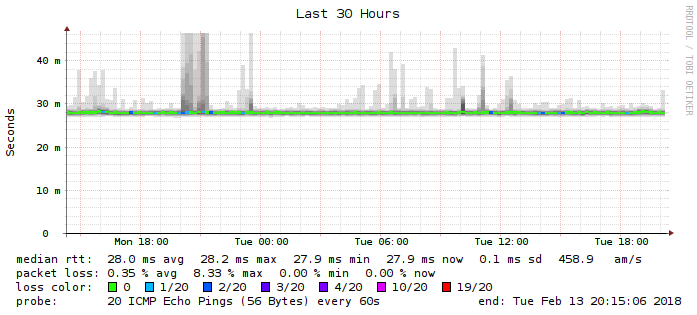 Last 30 Hours
RRDTOOL / TOBI OETIKER
Seconds
40 m
30 m
20 m
10 m
0
Mon 18:00 Tue 00:00 Tue 06:00 Tue 12:00 Tue 18:00
median rtt: 28.0 ms avg 28.2 ms max 27.9 ms min 27.9 ms now 0.1 ms sd 458.9 am/s
packet loss: 0.35 % avg 8.33 % max 0.00 % min 0.00 % now
loss color: 0 1/20 2/20 3/20 4/20 10/20 19/20
probe: 20 ICMP Echo Pings (56 Bytes) every 60s end: Tue Feb 13 20:15:06 2018